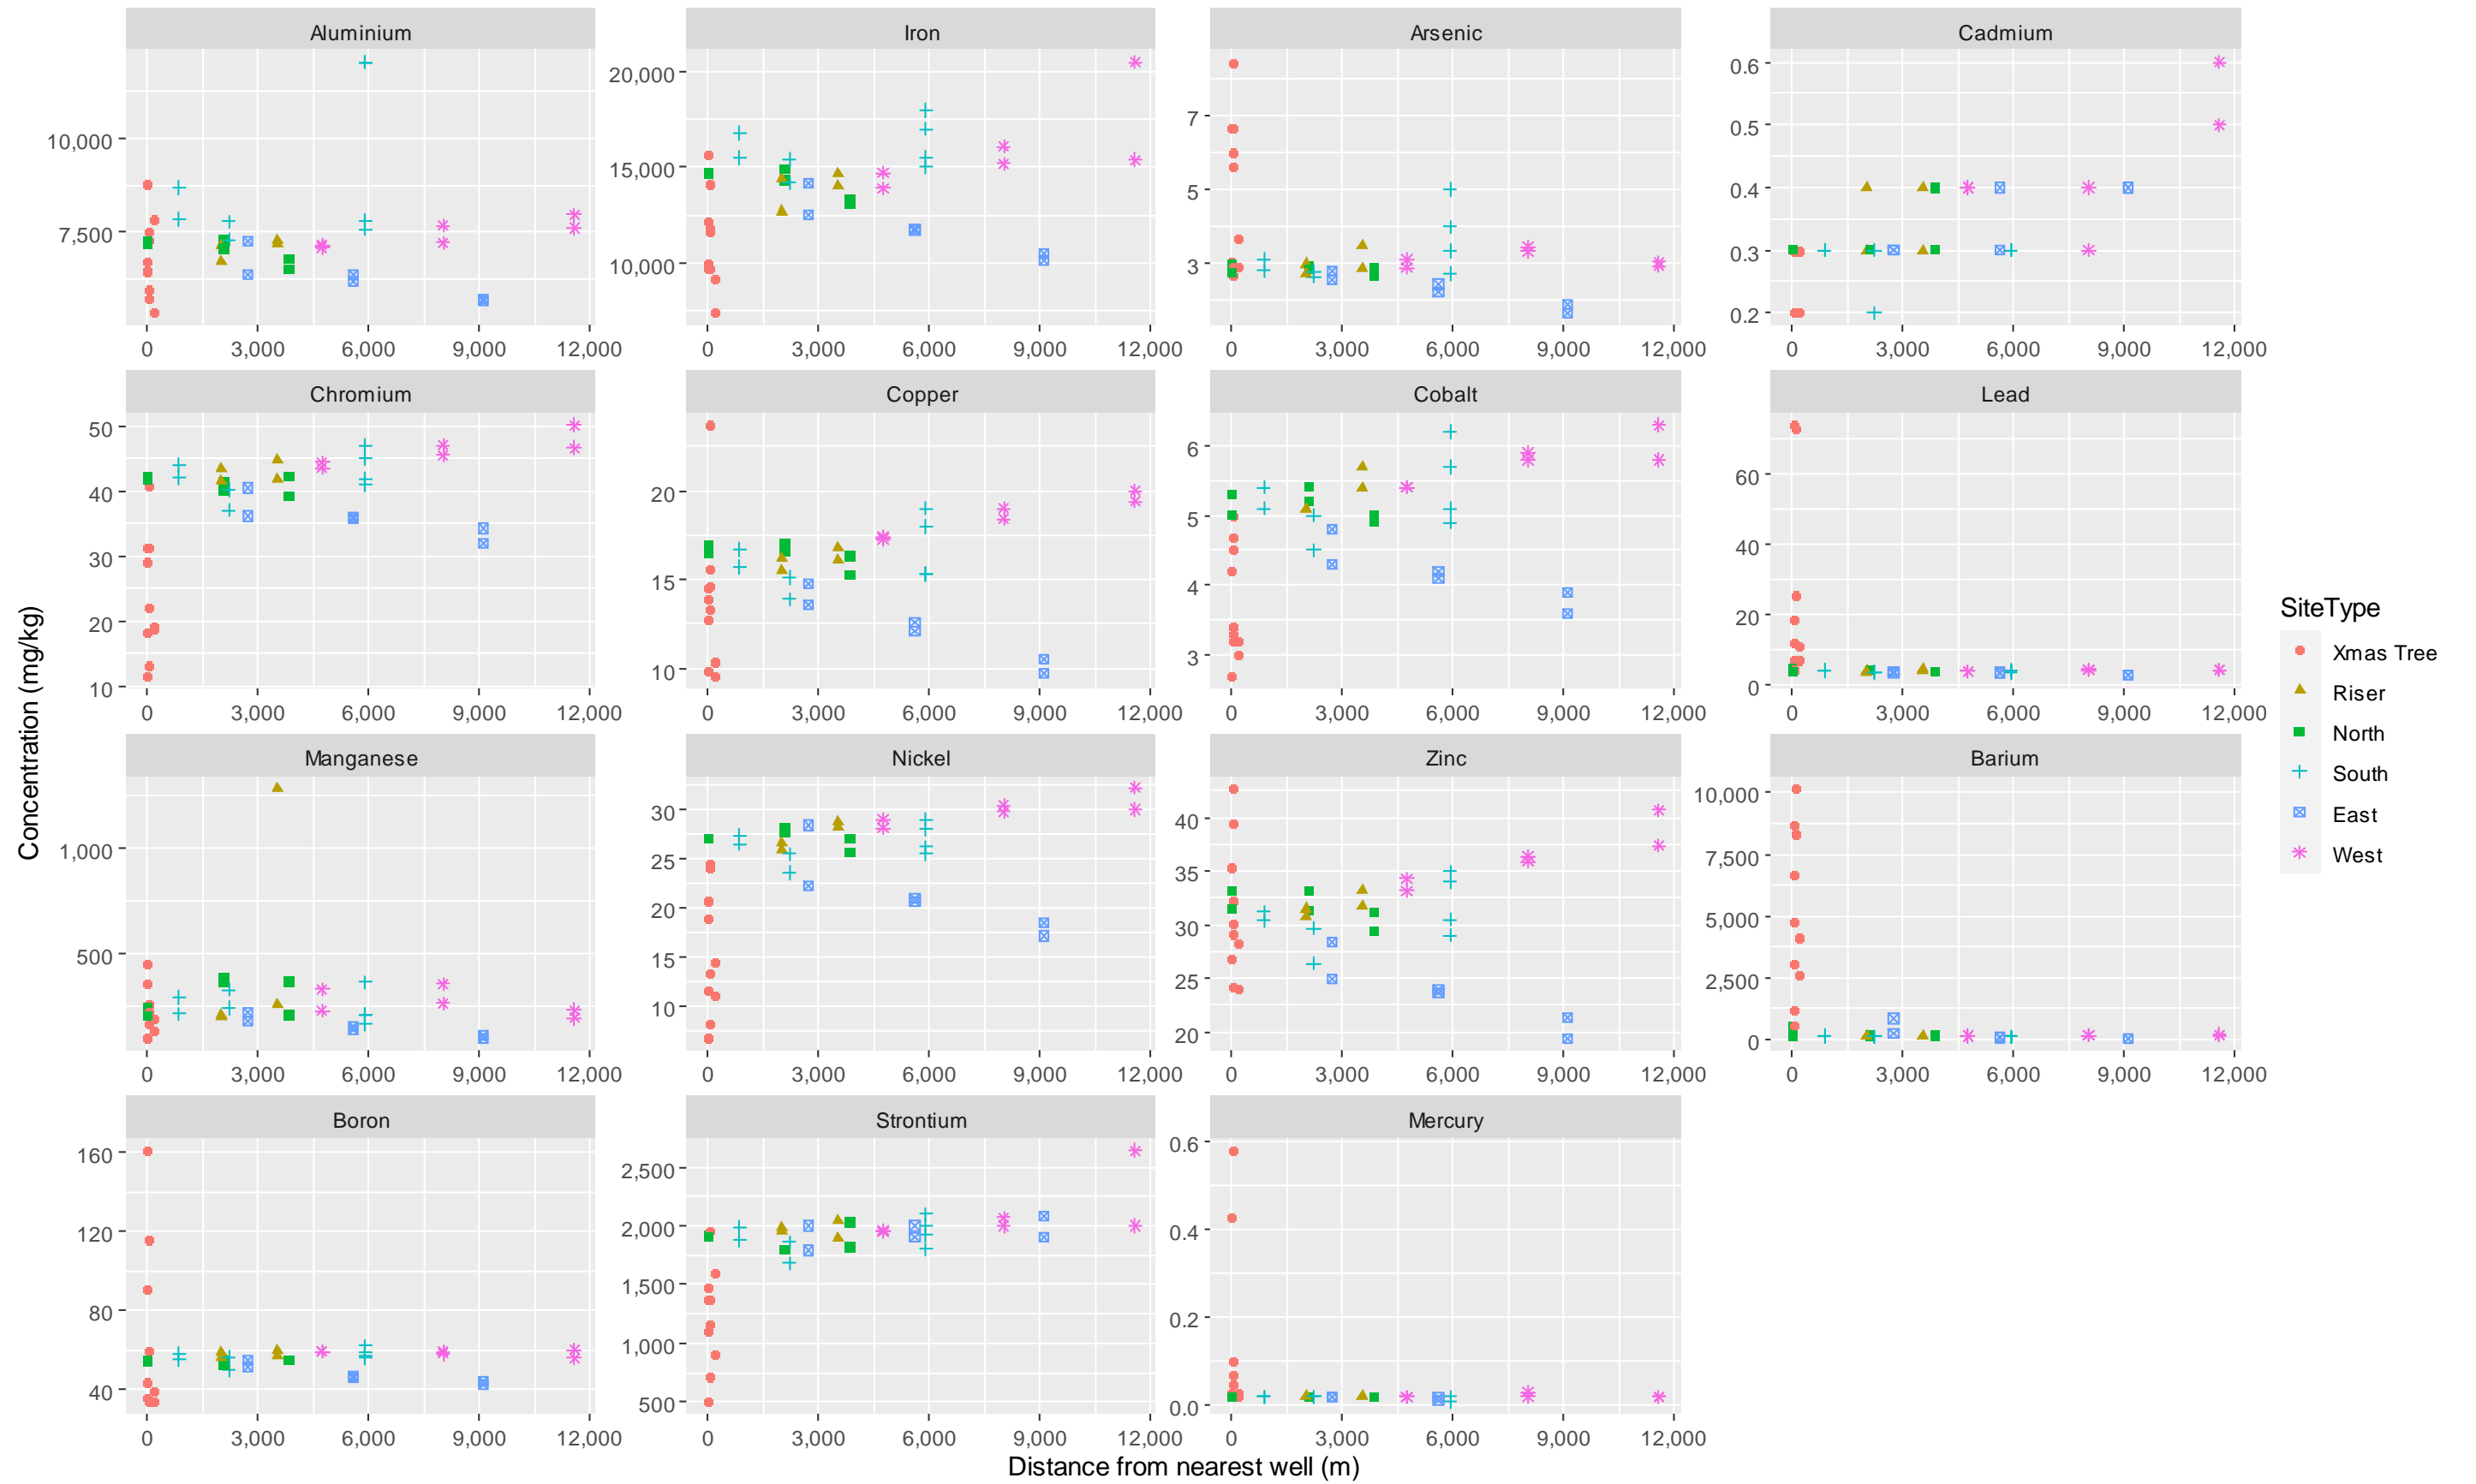 Aluminium
Iron
Arsenic
Cadmium
10,000
7,500
20,000
15,000
10,000
7
5
3
0.6
0.5
0.4
0.3
0.2
0 3,000 6,000 9,000 12,000
0 3,000 6,000 9,000 12,000
0 3,000 6,000 9,000 12,000
0 3,000 6,000 9,000 12,000
Chromium
Copper
Cobalt
Lead
50
40
30
20
10
20
15
10
6
5
4
3
60
40
20
0
0 3,000 6,000 9,000 12,000
0 3,000 6,000 9,000 12,000
0 3,000 6,000 9,000 12,000
0 3,000 6,000 9,000 12,000
Manganese
Nickel
Zinc
Barium
1,000
500
30
25
20
15
10
40
35
30
25
20
10,000
7,500
5,000
2,500
0
0 3,000 6,000 9,000 12,000
0 3,000 6,000 9,000 12,000
0 3,000 6,000 9,000 12,000
0 3,000 6,000 9,000 12,000
Boron
Strontium
Mercury
160
120
80
40
2,500
2,000
1,500
1,000
500
0.6
0.4
0.2
0.0
0 3,000 6,000 9,000 12,000
0 3,000 6,000 9,000 12,000
0 3,000 6,000 9,000 12,000
Distance from nearest well (m)
Concentration (mg/kg)
SiteType
Xmas Tree
Riser
North
South
East
West